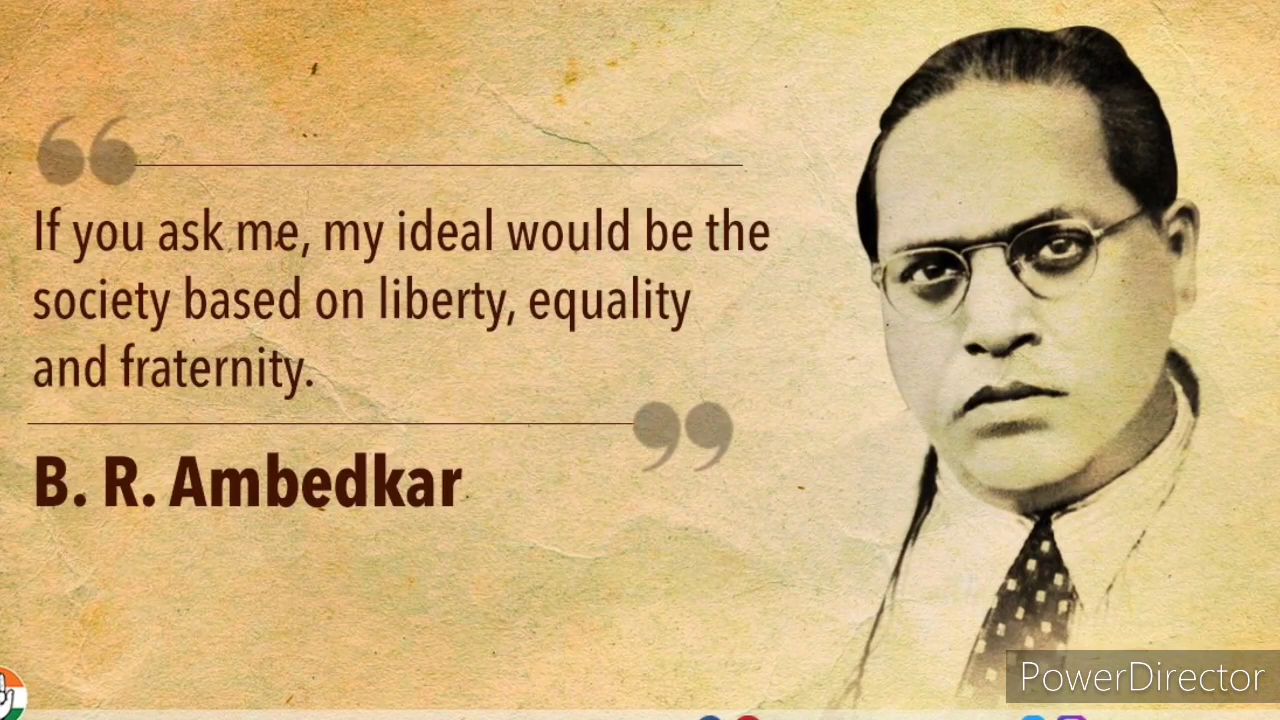 “
If you ask me, my ideal would be the
society based on liberty, equality
and fraternity.
”
B. R. Ambedkar
PowerDirector